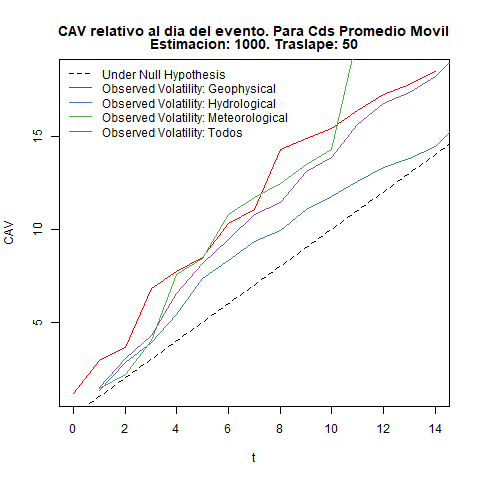 CAV relativo al dia del evento. Para Cds Promedio Movil
Estimacion: 1000. Traslape: 50
Under Null Hypothesis
Observed Volatility: Geophysical
Observed Volatility: Hydrological
Observed Volatility: Meteorological
Observed Volatility: Todos
15
10
5
CAV
0 2 4 6 8 10 12 14
t